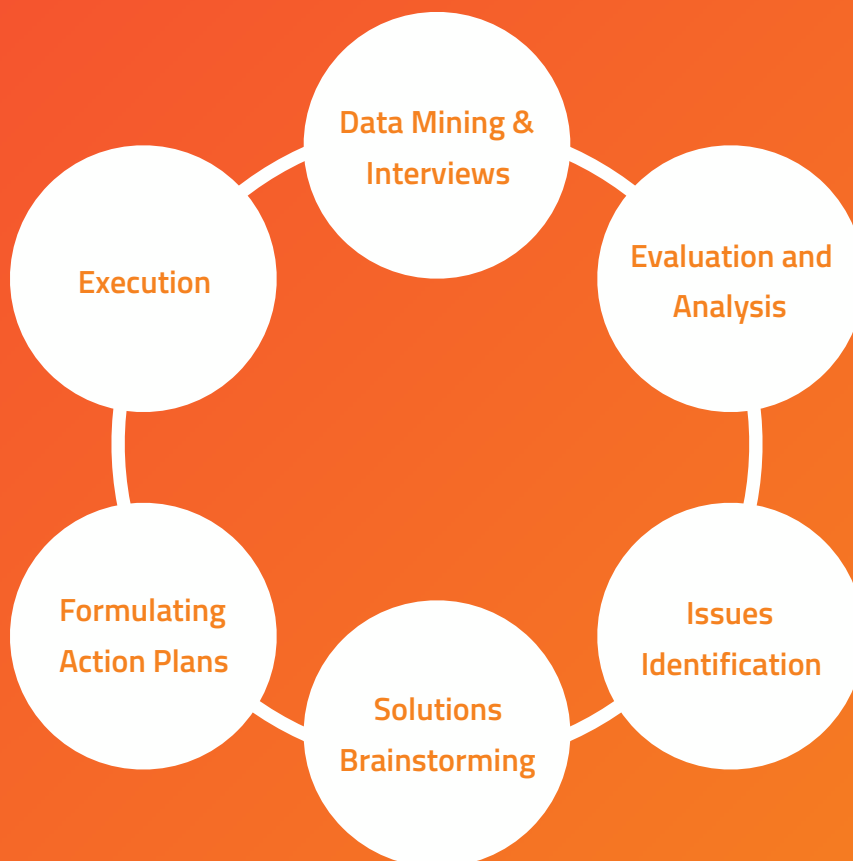 Data Mining &
Interviews
Evaluation and
Analysis
Issues
Identification
Solutions
Brainstorming
Formulating
Action Plans
Execution